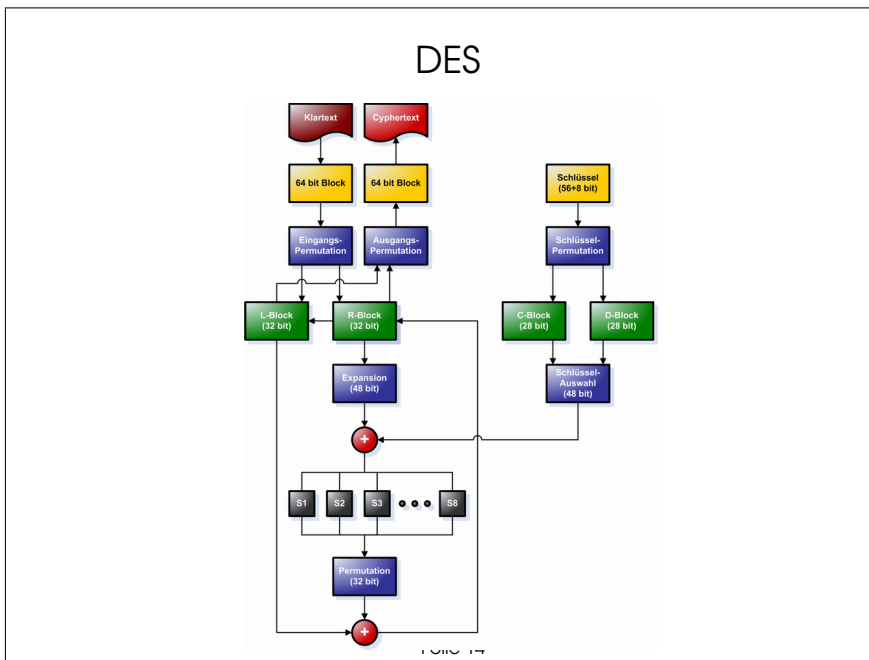 DES
Klartext
Cyphertext
64 bit Block
64 bit Block
Schlüssel
(56+8 bit)
Eingangs-
Permutation
Ausgangs-
Permutation
Schlüssel-
Permutation
L-Block
(32 bit)
R-Block
(32 bit)
C-Block
(28 bit)
D-Block
(28 bit)
Expansion
(48 bit)
Schlüssel-
Auswahl
(48 bit)
+
S1
S2
S3
S8
Permutation
(32 bit)
+
Folie 14